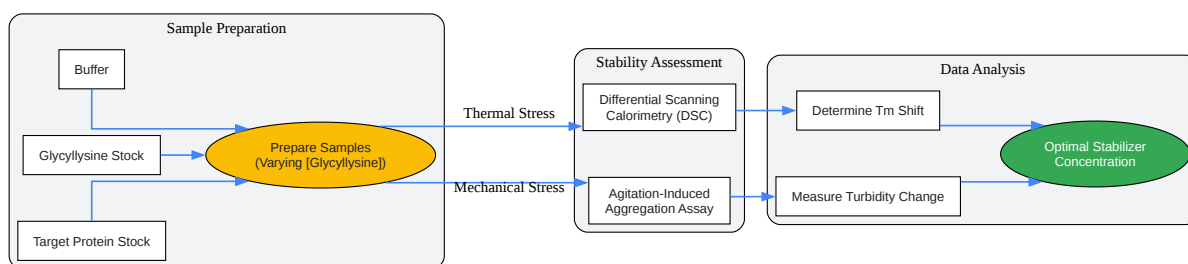 Sample Preparation
Buffer
Glycyllysine Stock
Target Protein Stock
Prepare Samples
(Varying [Glycyllysine])
Thermal Stress
Mechanical Stress
Stability Assessment
Differential Scanning
Calorimetry (DSC)
Agitation-Induced
Aggregation Assay
Data Analysis
Determine Tm Shift
Measure Turbidity Change
Optimal Stabilizer
Concentration